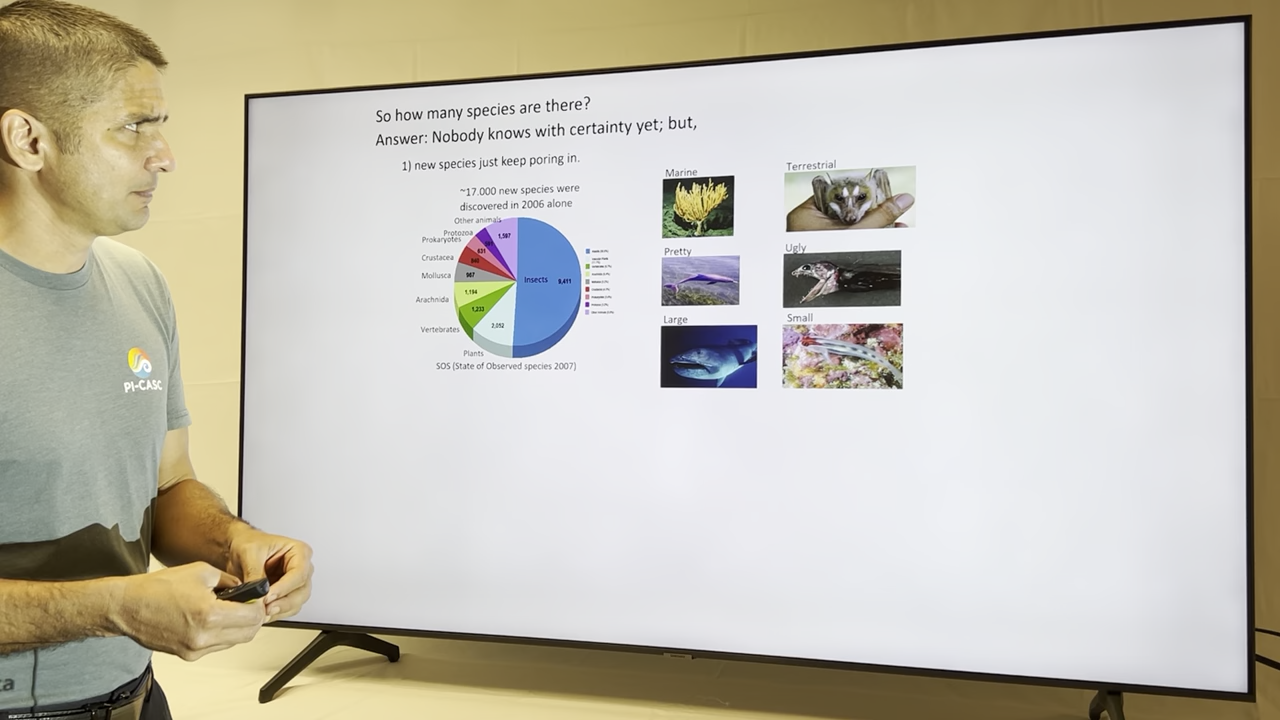 So how many species are there?
Answer: Nobody knows with certainty yet; but,
1) new species just keep poring in.
~17.000 new species were
discovered in 2006 alone
Other animals
Protozoa
Prokaryotes
Crustacea
Mollusca
Arachnida
Vertebrates
Plants
Insects
9,411
2,052
1,233
1,194
967
631
1,597
SOS (State of Observed species 2007)
Marine
Terrestrial
Pretty
Ugly
Large
Small
PI-CASC